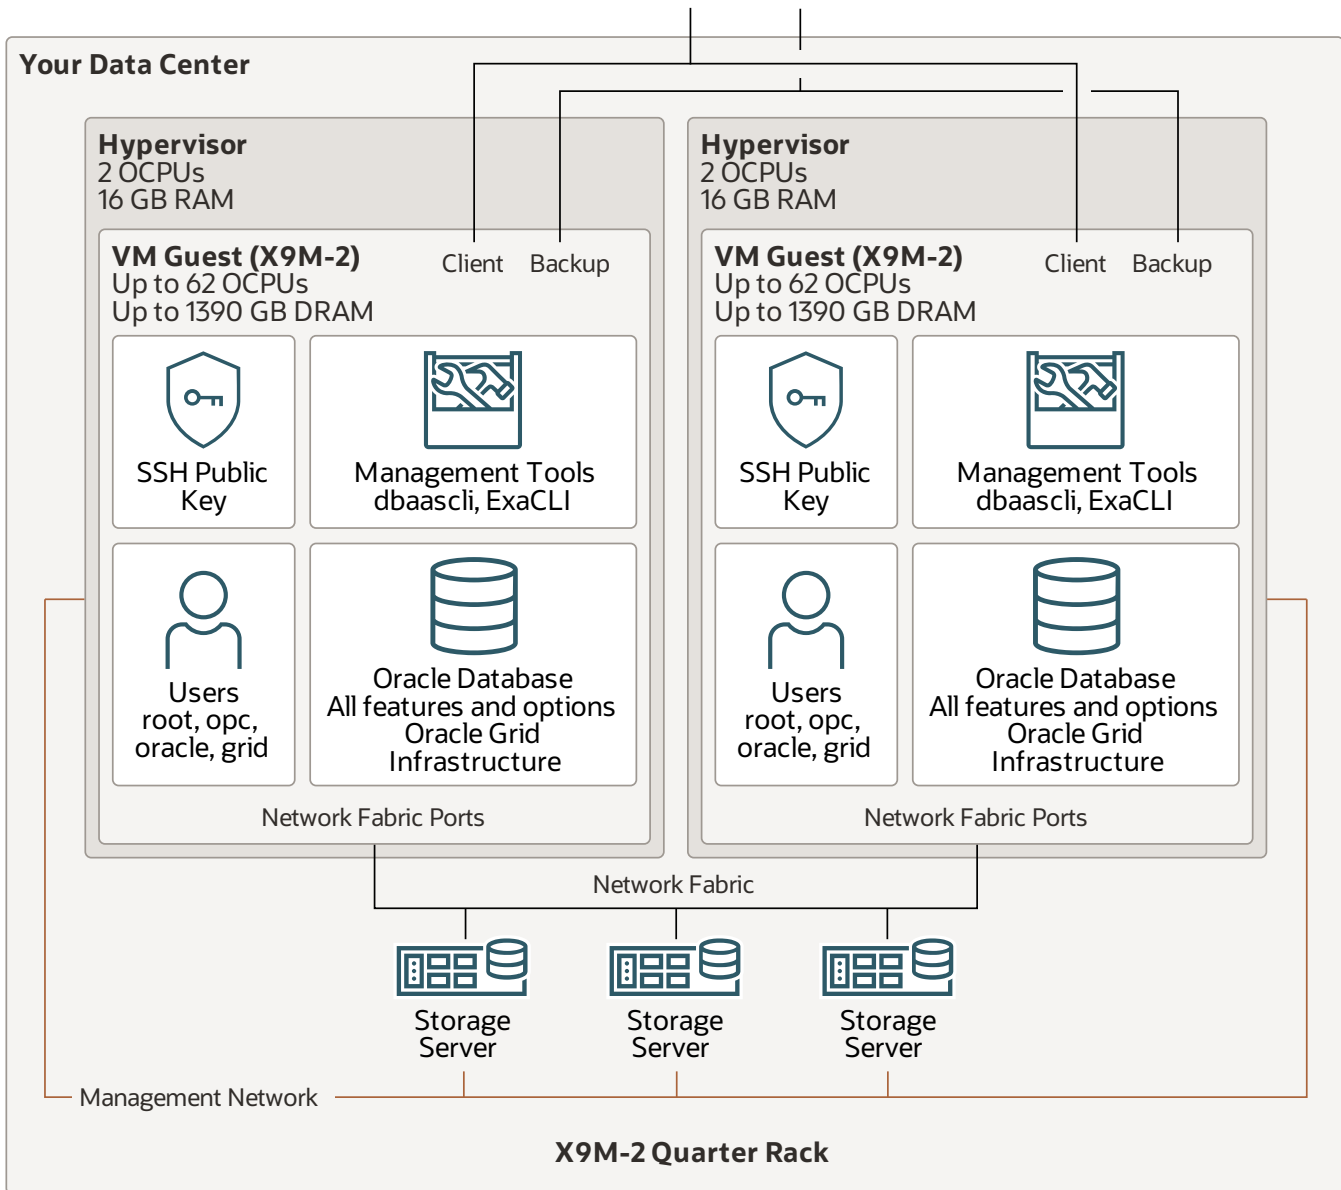 Your Data Center
Hypervisor
2 OCPUs
16 GB RAM
VM Guest (X9M-2)
Up to 62 OCPUs
Up to 1390 GB DRAM
Client
Backup
SSH Public
Key
Management Tools
dbaascli, ExaCLI
Users
root, opc,
oracle, grid
Oracle Database
All features and options
Oracle Grid
Infrastructure
Network Fabric Ports
Hypervisor
2 OCPUs
16 GB RAM
VM Guest (X9M-2)
Up to 62 OCPUs
Up to 1390 GB DRAM
Client
Backup
SSH Public
Key
Management Tools
dbaascli, ExaCLI
Users
root, opc,
oracle, grid
Oracle Database
All features and options
Oracle Grid
Infrastructure
Network Fabric Ports
Network Fabric
Storage
Server
Storage
Server
Storage
Server
Management Network
X9M-2 Quarter Rack